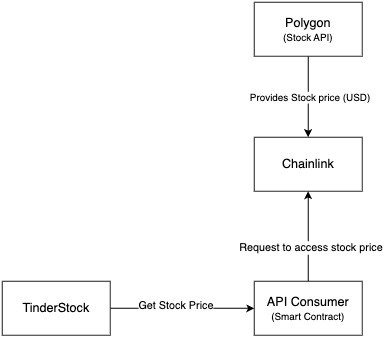 Polygon
(Stock API)
Provides Stock price (USD)
Chainlink
Request to access stock price
TinderStock
Get Stock Price
API Consumer
(Smart Contract)